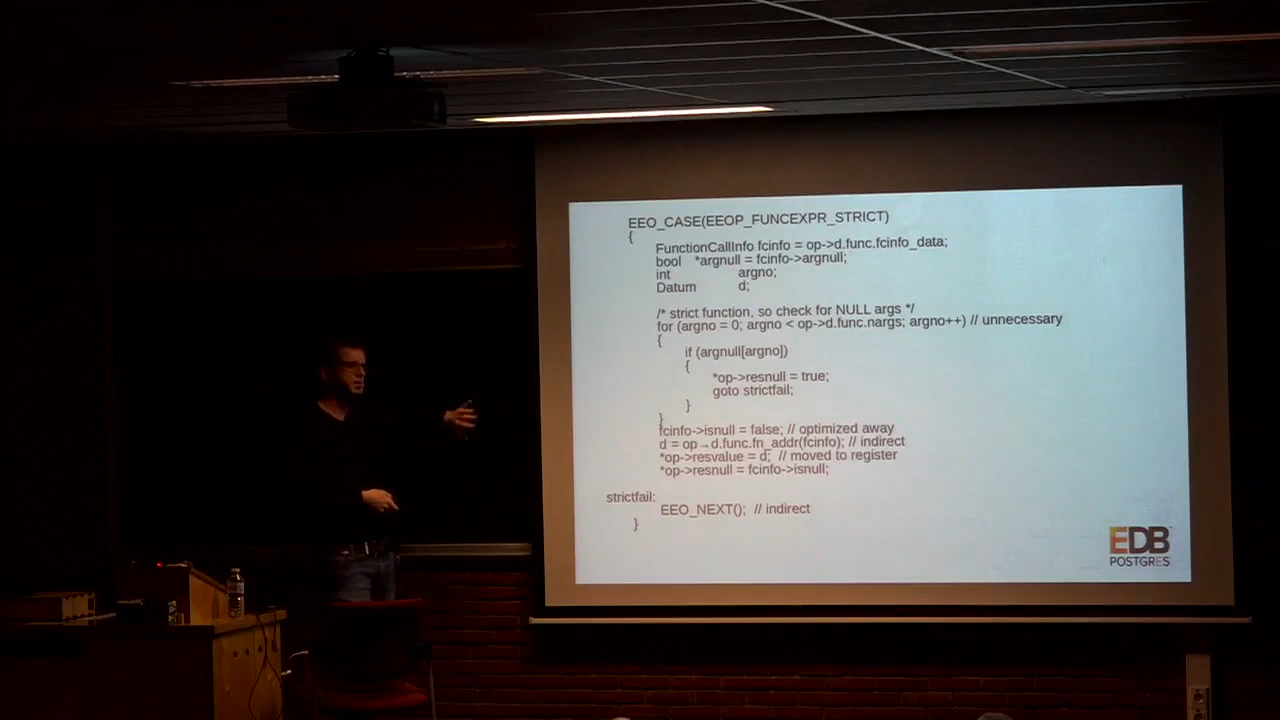 EEO_CASE(EEOP_FUNCEXPR_STRICT)
{
FunctionCallInfo fcinfo = op->d.func.fcinfo_data;
bool *argnull = fcinfo->argnull;
int argno;
Datum d;
/* strict function, so check for NULL args */
for (argno = 0; argno < op->d.func.nargs; argno++) // unnecessary
{
if (argnull[argno])
{
*op->resnull = true;
goto strictfail;
}
}
fcinfo->isnull = false; // optimized away
d = op→d.func.fn_addr(fcinfo); // indirect
*op->resvalue = d; // moved to register
*op->resnull = fcinfo->isnull;
strictfail:
EEO_NEXT(); // indirect
}
EDB
POSTGRES